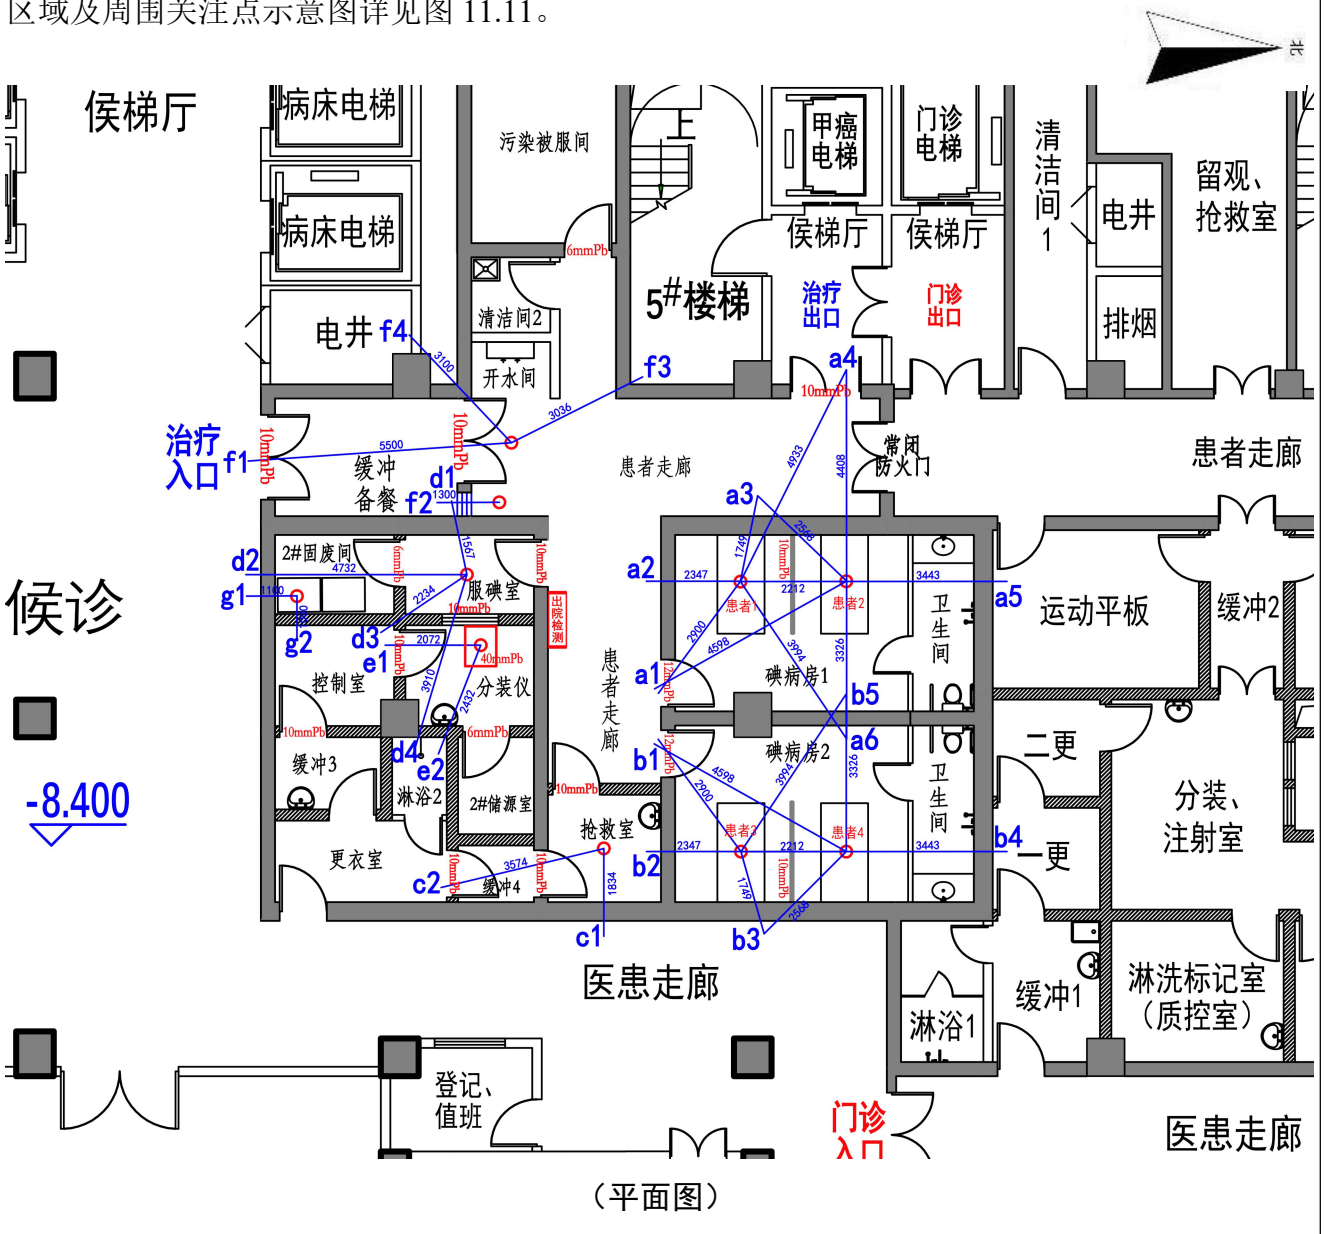 区域及周围关注点示意图详见图 11.11。
北
侯梯厅
病床电梯
污染被服间
上
甲癌
电梯
门诊
电梯
清洁间1
留观、
抢救室
病床电梯
电井
6mmPb
侯梯厅
侯梯厅
清洁间2
5#楼梯
治疗
出口
门诊
出口
排烟
电井
f4
3100
开水间
f3
3036
a4
10mmPb
治疗
入口
f1
10mmPb
5500
10mmPb
缓冲
备餐
d1
f2
1300
患者走廊
4933
4408
常闭
防火门
患者走廊
a3
1749
2568
1567
d2
2#固废间
4732
6mmPb
服碘室
10mmPb
a2
2347
10mmPb
2212
3443
a5
g1
1100
g2
2234
10mmPb
d3
出院检测
患者1
患者2
卫生间
运动平板
缓冲2
候诊
2072
e1
10mmPb
40mmPb
2900
4598
3994
3326
控制室
3910
2432
分装仪
患者走廊
a1
12mmPb
碘病房1
b5
10mmPb
6mmPb
d4
e2
b1
12mmPb
碘病房2
a6
二更
缓冲3
淋浴2
2#储源室
10mmPb
2900
4598
3994
3326
卫生间
分装、
注射室
-8.400
抢救室
患者3
患者4
更衣室
10mmPb
3574
10mmPb
b2
2347
2212
3443
b4
一更
c2
缓冲4
1834
1749
10mmPb
2568
c1
b3
医患走廊
淋浴1
缓冲1
淋洗标记室
（质控室）
登记、
值班
门诊
入口
医患走廊
（平面图）